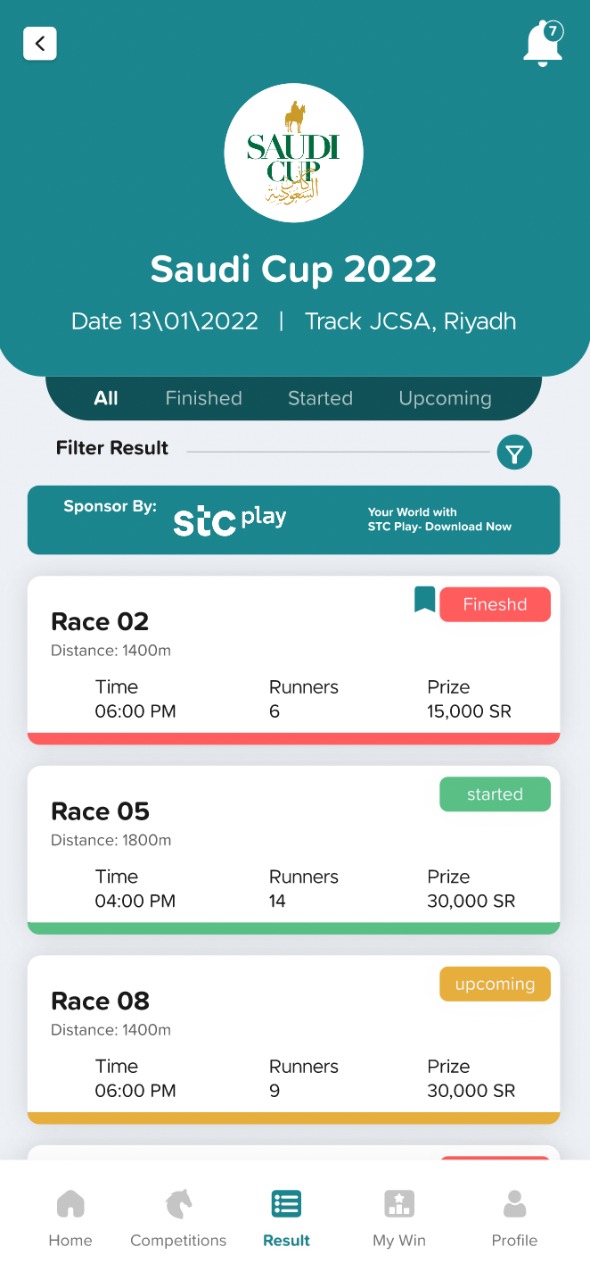 7
SAUDI
CUP
كأس
السعودية
Saudi Cup 2022
Date 13\01\2022 | Track JCSA, Riyadh
All Finished Started Upcoming
Filter Result
Sponsor By: stc play
Your World with
STC Play- Download Now
Fineshd
Race 02
Distance: 1400m
Time Runners Prize
06:00 PM 6 15,000 SR
started
Race 05
Distance: 1800m
Time Runners Prize
04:00 PM 14 30,000 SR
upcoming
Race 08
Distance: 1400m
Time Runners Prize
06:00 PM 9 30,000 SR
Home Competitions Result My Win Profile